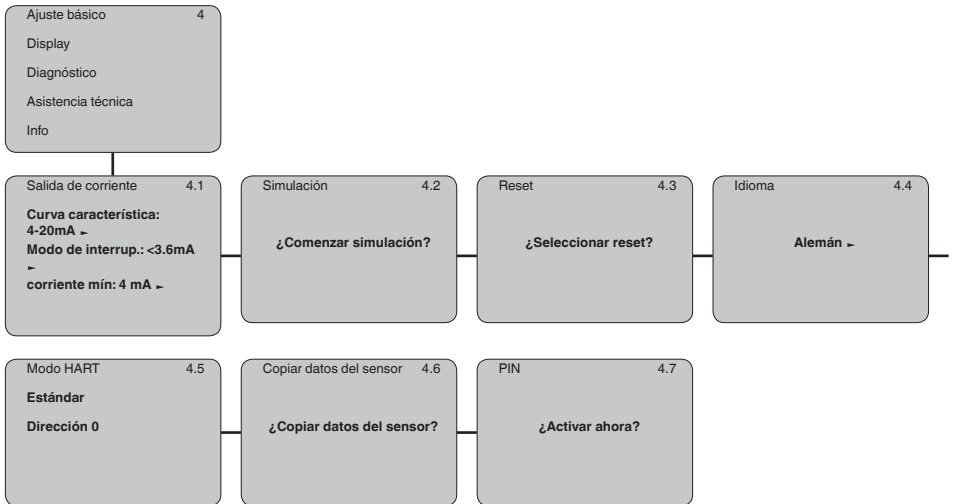 Ajuste básico 4
Display
Diagnóstico
Asistencia técnica
Info
Salida de corriente 4.1
Curva característica:
4-20mA ►
Modo de interrup.: <3.6mA
►
corriente mín: 4 mA ►
Simulación 4.2
¿Comenzar simulación?
Reset 4.3
¿Seleccionar reset?
Idioma 4.4
Alemán ►
Modo HART 4.5
Estándar
Dirección 0
Copiar datos del sensor 4.6
¿Copiar datos del sensor?
PIN 4.7
¿Activar ahora?